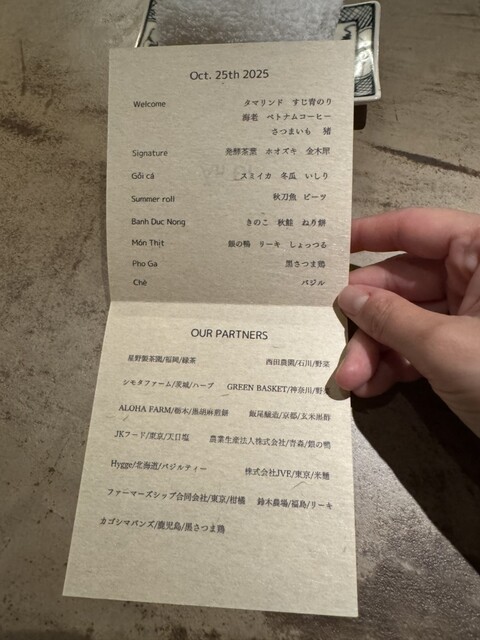 Oct. 25th 2025
Welcome タマリンド すじ青のり
海老 ベトナムコーヒー
さつまいも 猪
Signature 発酵茶葉 ホオズキ 金木犀
Gỏi cá スミイカ 冬瓜 いしり
Summer roll 秋刀魚 ビーツ
Banh Duc Nong きのこ 秋鮭 ねり餅
Món Thịt 銀の鴨 リーキ しょっつる
Pho Ga 黒さつま鶏
Chè バジル
OUR PARTNERS
星野製茶園/福岡/緑茶 西田農園/石川/野菜
シモタファーム/茨城/ハーブ GREEN BASKET/神奈川/野菜
ALOHA FARM/栃木/黒胡麻煎餅 飯尾醸造/京都/玄米黒酢
JKフード/東京/天日塩 農業生産法人株式会社/青森/銀の鴨
Hygge/北海道/バジルティー 株式会社JVE/東京/米麺
ファーマーズシップ合同会社/東京/柑橘 鈴木農場/福島/リーキ
カゴシマバンズ/鹿児島/黒さつま鶏